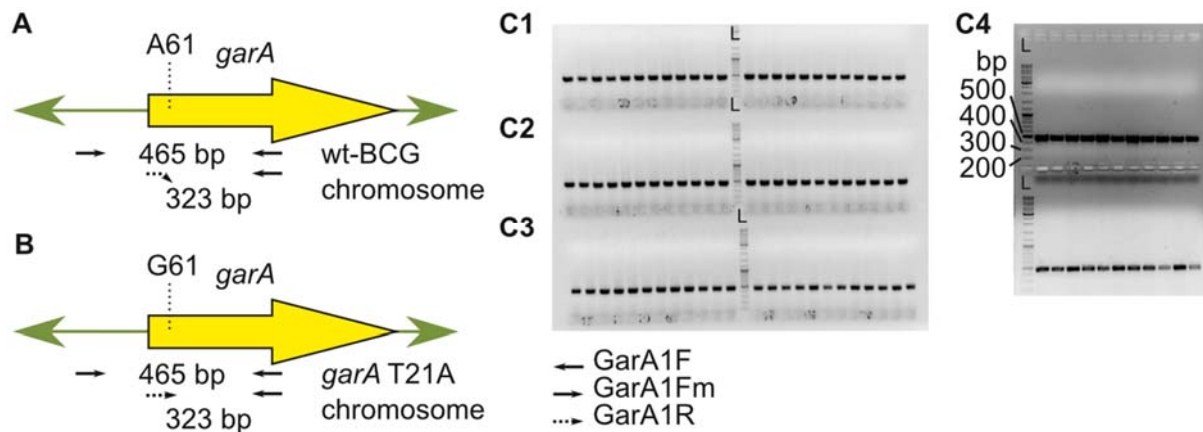 A
A61 garA
465 bp
wt-BCG
323 bp
chromosome
B
G61 garA
465 bp
garA T21A
323 bp
chromosome
C1
L
L
C2
C3
L
GarA1F
GarA1Fm
GarA1R
C4
L
bp
500
400
300
200
L